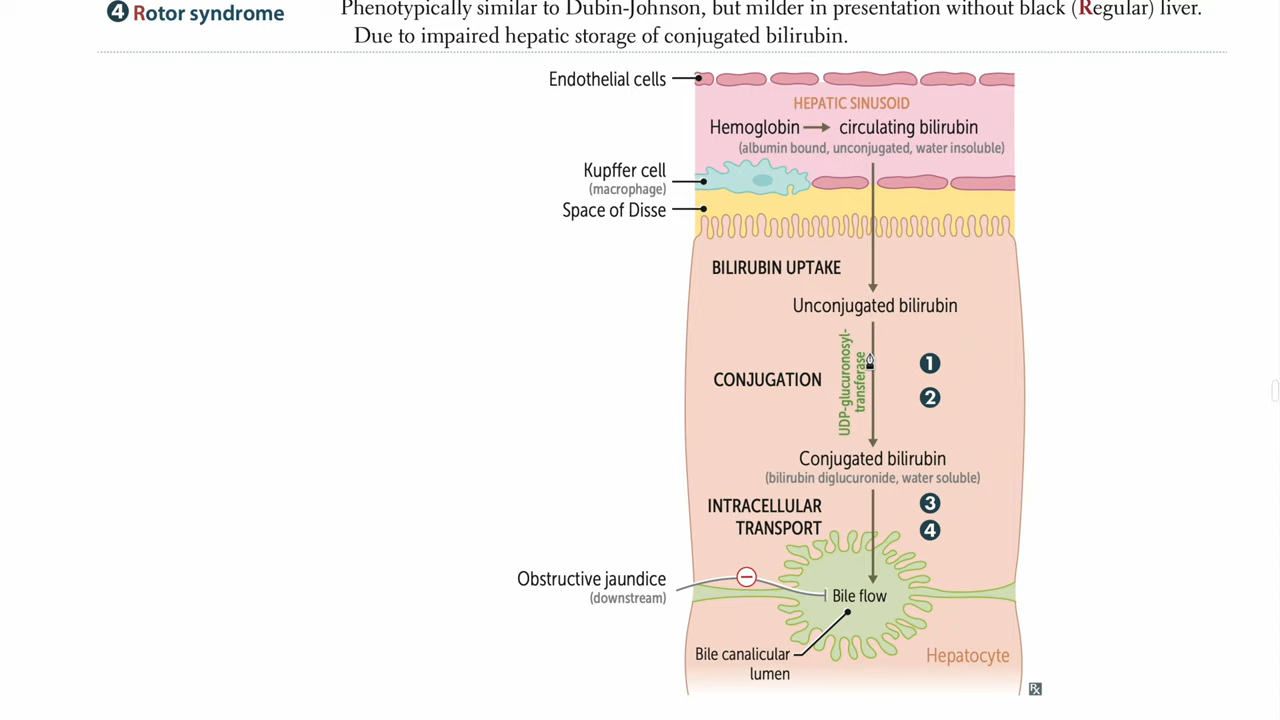 4 Rotor syndrome
Phenotypically similar to Dubin-Johnson, but milder in presentation without black (Regular) liver.
Due to impaired hepatic storage of conjugated bilirubin.
Endothelial cells
HEPATIC SINUSOID
Hemoglobin → circulating bilirubin
(albumin bound, unconjugated, water insoluble)
Kupffer cell
(macrophage)
Space of Disse
BILIRUBIN UPTAKE
Unconjugated bilirubin
UDP-glucuronosyl-
transferase
1
CONJUGATION
2
Conjugated bilirubin
(bilirubin diglucuronide, water soluble)
INTRACELLULAR
TRANSPORT
3
4
Obstructive jaundice
(downstream)
Bile flow
Bile canalicular
lumen
Hepatocyte
Rx